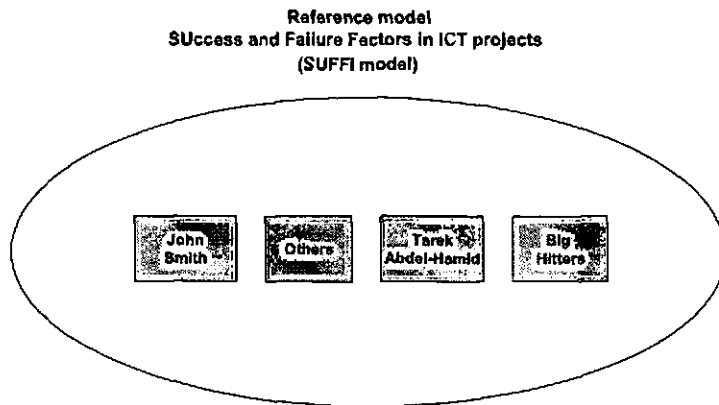 Reference model
SUccess and Failure Factors in ICT projects
(SUFFI model)
John
Smith
Others
Tarek
Abdel-Hamid
Big
Hitters